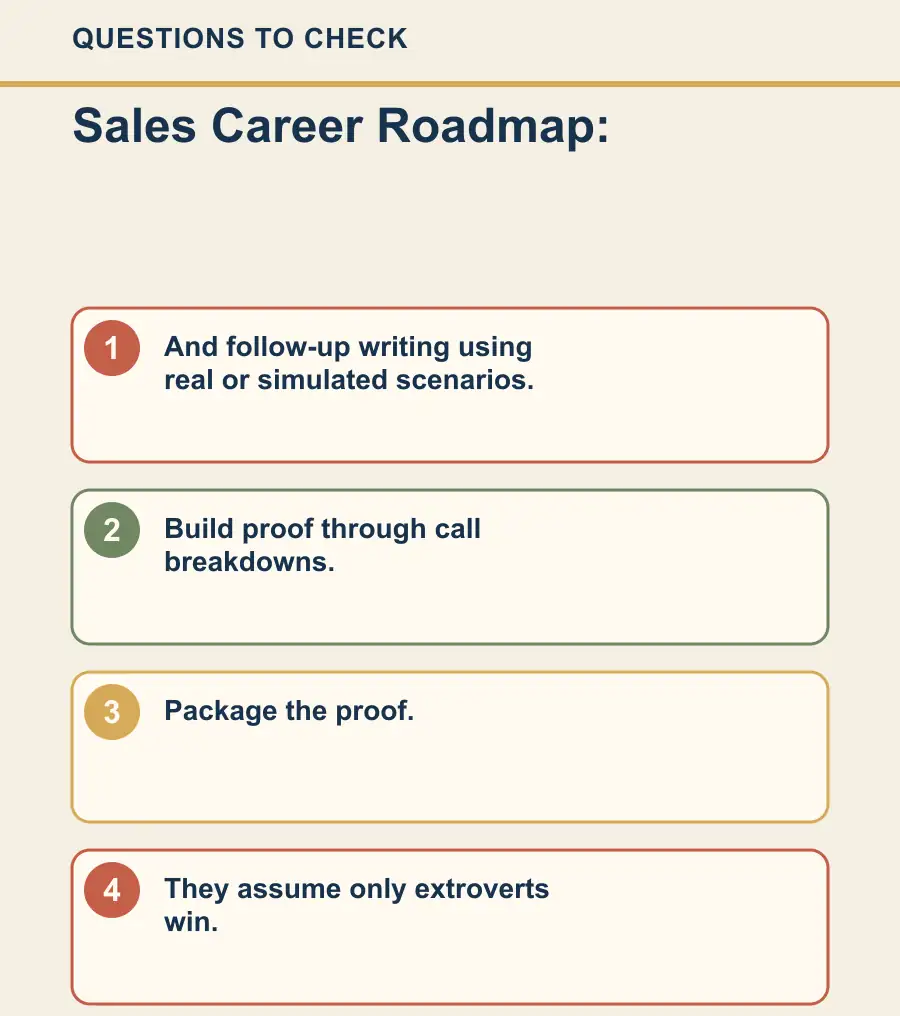 QUESTIONS TO CHECK
Sales Career Roadmap:
1
And follow-up writing using
real or simulated scenarios.
2
Build proof through call
breakdowns.
3
Package the proof.
4
They assume only extroverts
win.